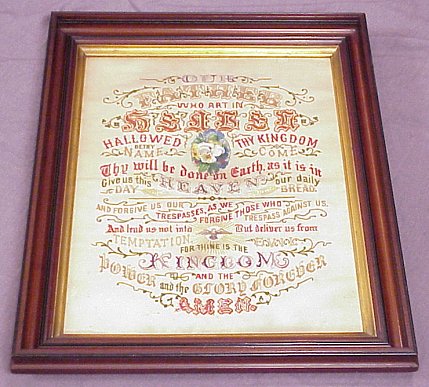 OUR
FATHER
WHO ART IN
HEAVEN
HALLOWED THY KINGDOM
BE THY NAME. COME
Thy will be done on Earth, as it is in
HEAVEN
Give us this our daily
DAY BREAD.
AND FORGIVE US OUR TRESPASSES, AS WE
FORGIVE THOSE WHO TRESPASS AGAINST US,
And lead us not into But deliver us from
TEMPTATION. EVIL
FOR THINE IS THE
KINGDOM
AND THE
POWER and the GLORY FOREVER
AMEN.